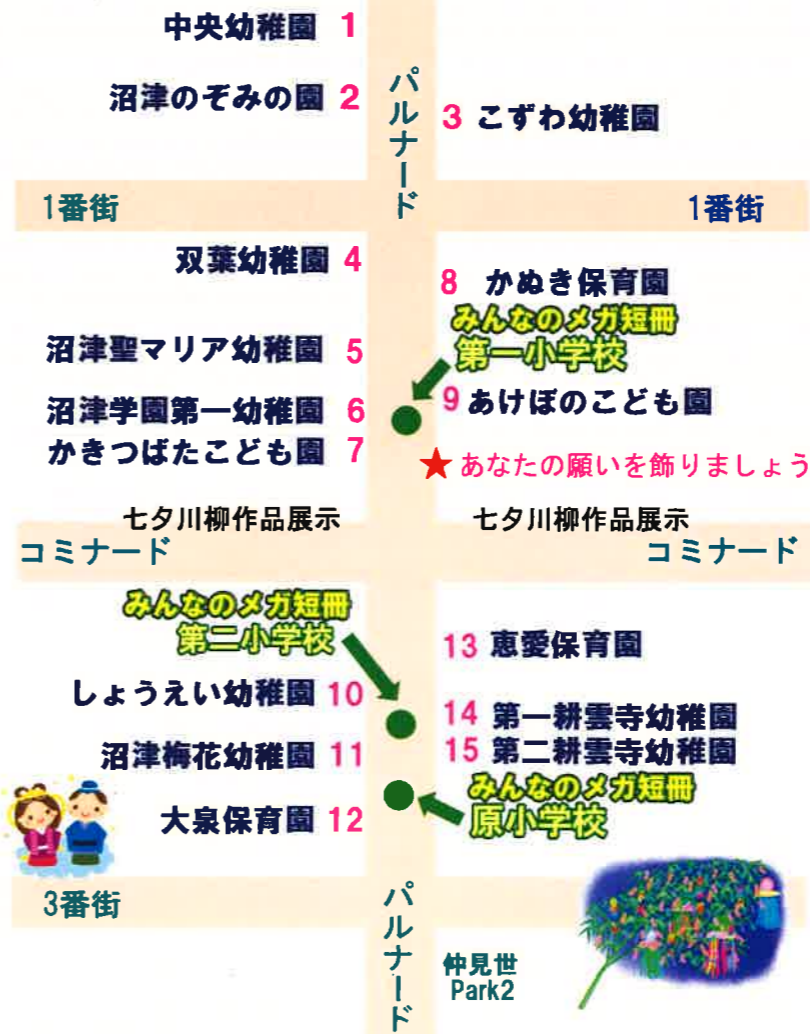 中央幼稚園 1
沼津のぞみの園 2
パルナード
3 こずわ幼稚園
1番街
1番街
双葉幼稚園 4
8 かぬき保育園
みんなのメガ短冊
第一小学校
沼津聖マリア幼稚園 5
沼津学園第一幼稚園 6
9 あけぼのこども園
かきつばたこども園 7
★ あなたの願いを飾りましょう
七夕川柳作品展示
七夕川柳作品展示
コミナード
コミナード
みんなのメガ短冊
第二小学校
13 恵愛保育園
しょうえい幼稚園 10
14 第一耕雲寺幼稚園
沼津梅花幼稚園 11
15 第二耕雲寺幼稚園
みんなのメガ短冊
原小学校
大泉保育園 12
3番街
パルナード
仲見世
Park2